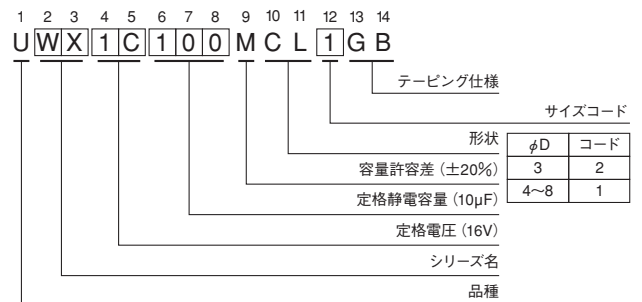 1 2 3 4 5 6 7 8 9 10 11 12 13 14
U W X 1 C 1 0 0 M C L 1 G B
テーピング仕様
サイズコード
形状
容量許容差（±20%）
定格静電容量（10µF）
定格電圧（16V）
シリーズ名
品種
φD コード
3 2
4～8 1